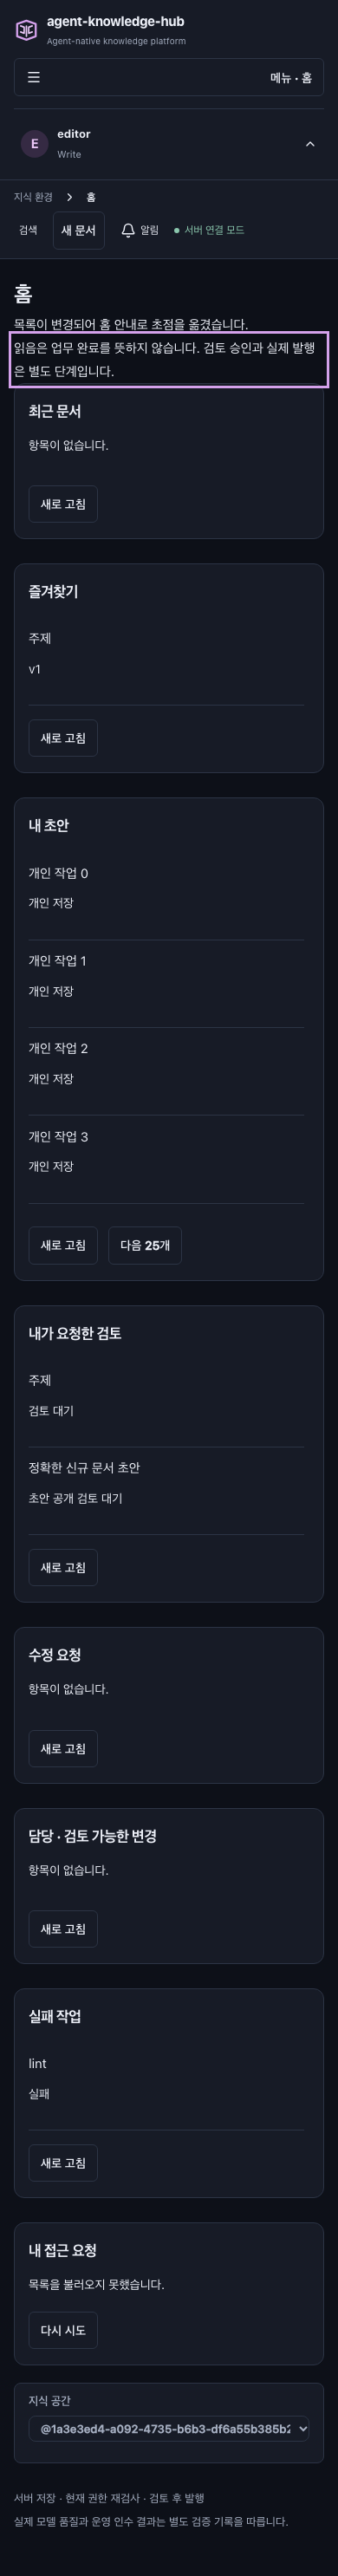 agent-knowledge-hub
Agent-native knowledge platform
메뉴 · 홈
E
editor
Write
지식 환경
홈
검색
새 문서
알림
서버 연결 모드
홈
목록이 변경되어 홈 안내로 초점을 옮겼습니다.
읽음은 업무 완료를 뜻하지 않습니다. 검토 승인과 실제 발행
은 별도 단계입니다.
최근 문서
항목이 없습니다.
새로 고침
즐겨찾기
주제
v1
새로 고침
내 초안
개인 작업 0
개인 저장
개인 작업 1
개인 저장
개인 작업 2
개인 저장
개인 작업 3
개인 저장
새로 고침
다음 25개
내가 요청한 검토
주제
검토 대기
정확한 신규 문서 초안
초안 공개 검토 대기
새로 고침
수정 요청
항목이 없습니다.
새로 고침
담당 · 검토 가능한 변경
항목이 없습니다.
새로 고침
실패 작업
lint
실패
새로 고침
내 접근 요청
목록을 불러오지 못했습니다.
다시 시도
지식 공간
@1a3e3ed4-a092-4735-b6b3-df6a55b385b2
서버 저장 · 현재 권한 재검사 · 검토 후 발행
실제 모델 품질과 운영 인수 결과는 별도 검증 기록을 따릅니다.